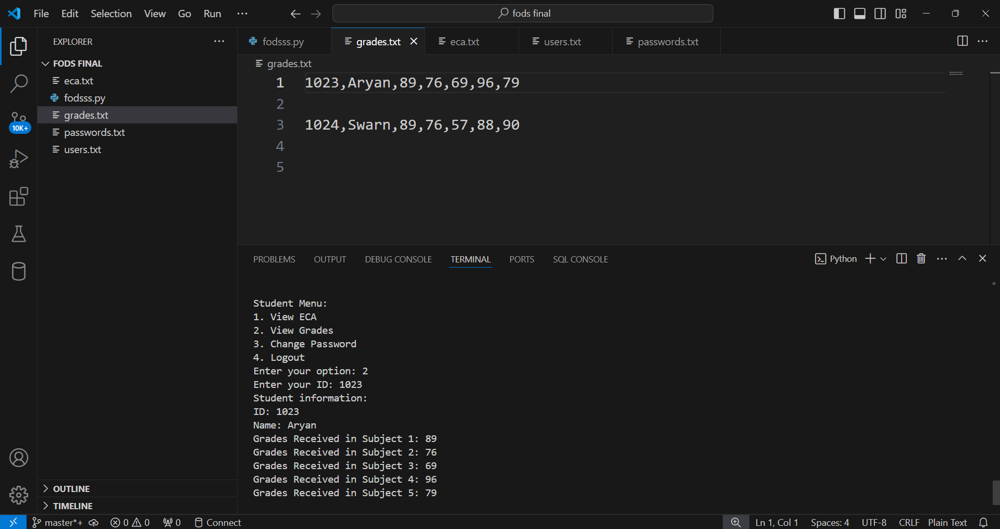 File Edit Selection View Go Run ··· fods final
EXPLORER ···
FODS FINAL
eca.txt
fodsss.py
grades.txt
passwords.txt
users.txt
10K+
OUTLINE
TIMELINE
fodsss.py grades.txt eca.txt users.txt passwords.txt
grades.txt
1 1023,Aryan,89,76,69,96,79
2
3 1024,Swarn,89,76,57,88,90
4
5
PROBLEMS OUTPUT DEBUG CONSOLE TERMINAL PORTS SQL CONSOLE Python
Student Menu:
1. View ECA
2. View Grades
3. Change Password
4. Logout
Enter your option: 2
Enter your ID: 1023
Student information:
ID: 1023
Name: Aryan
Grades Received in Subject 1: 89
Grades Received in Subject 2: 76
Grades Received in Subject 3: 69
Grades Received in Subject 4: 96
Grades Received in Subject 5: 79
master*+ 0 0 0 Connect Ln 1, Col 1 Spaces: 4 UTF-8 CRLF Plain Text